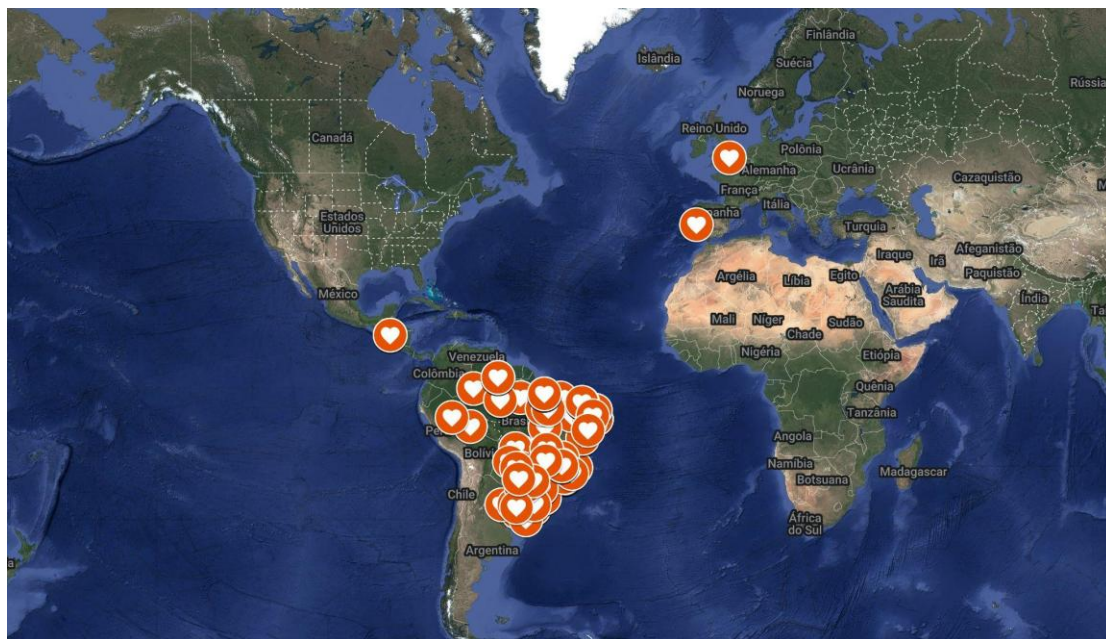 Finlândia
Islândia
Suécia
Rússia
Noruega
Reino Unido
Canadá
Polônia
Alemanha
Ucrânia
Cazaquistão
França
Itália
Estados
Unidos
Turquia
Afeganistão
Iraque
Irã
Argélia
Líbia
Egito
Paquistão
Arábia
Saudita
México
Índia
Mali
Níger
Chade
Sudão
Nigéria
Venezuela
Etiópia
Colômbia
Quênia
Tanzânia
Angola
Namíbia
Botsuana
Madagascar
Chile
África
do Sul
Argentina